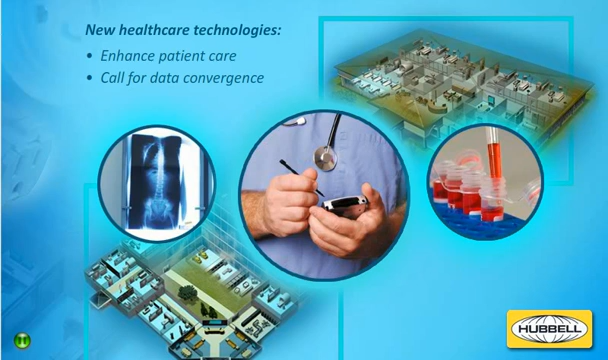 New healthcare technologies:
• Enhance patient care
• Call for data convergence
HUBBELL